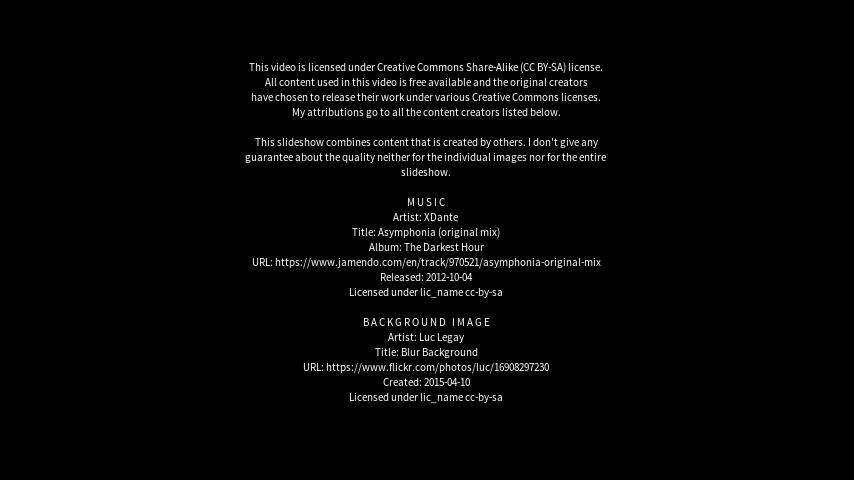 This video is licensed under Creative Commons Share-Alike (CC BY-SA) license.
All content used in this video is free available and the original creators
have chosen to release their work under various Creative Commons licenses.
My attributions go to all the content creators listed below.
This slideshow combines content that is created by others. I don't give any
guarantee about the quality neither for the individual images nor for the entire
slideshow.
MUSIC
Artist: XDante
Title: Asymphonia (original mix)
Album: The Darkest Hour
URL: https://www.jamendo.com/en/track/970521/asymphonia-original-mix
Released: 2012-10-04
Licensed under lic_name cc-by-sa
BACKGROUND IMAGE
Artist: Luc Legay
Title: Blur Background
URL: https://www.flickr.com/photos/luc/16908297230
Created: 2015-04-10
Licensed under lic_name cc-by-sa